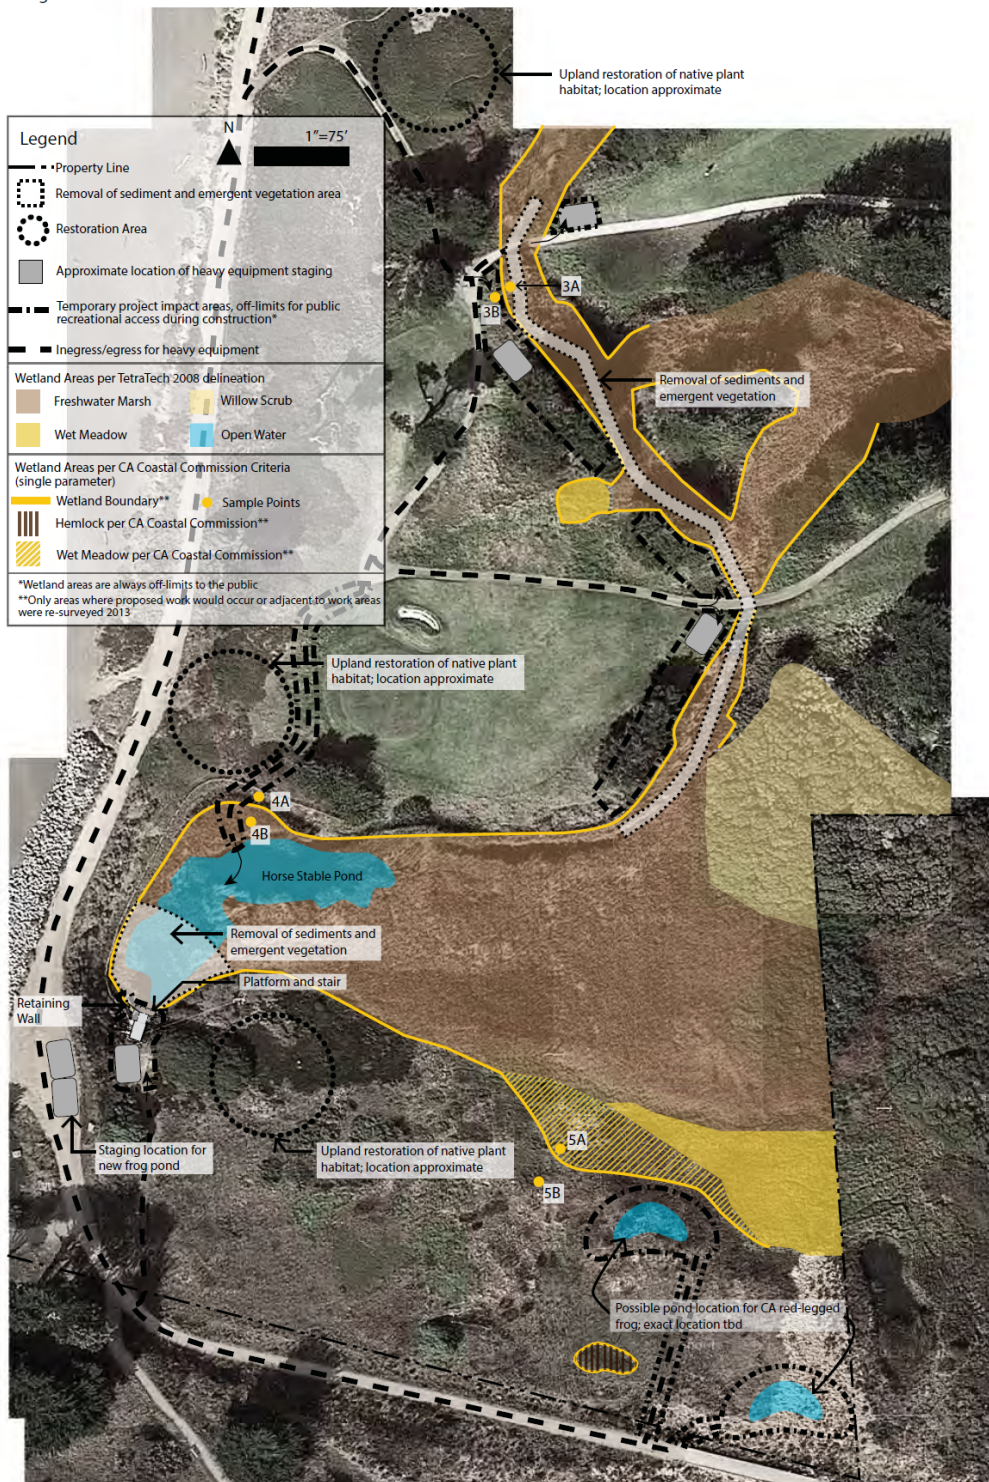 Upland restoration of native plant
habitat; location approximate
Legend
N
1"=75'
Property Line
Removal of sediment and emergent vegetation area
Restoration Area
Approximate location of heavy equipment staging
Temporary project impact areas, off-limits for public
recreational access during construction*
Inegress/egress for heavy equipment
Wetland Areas per TetraTech 2008 delineation
Freshwater Marsh
Willow Scrub
Wet Meadow
Open Water
Wetland Areas per CA Coastal Commission Criteria
(single parameter)
Wetland Boundary**
Sample Points
Hemlock per CA Coastal Commission**
Wet Meadow per CA Coastal Commission**
*Wetland areas are always off-limits to the public
**Only areas where proposed work would occur or adjacent to work areas
were re-surveyed 2013
3A
3B
Removal of sediments and
emergent vegetation
Upland restoration of native plant
habitat; location approximate
4A
4B
Horse Stable Pond
Removal of sediments and
emergent vegetation
Platform and stair
Retaining
Wall
Staging location for
new frog pond
Upland restoration of native plant
habitat; location approximate
5A
5B
Possible pond location for CA red-legged
frog; exact location tbd